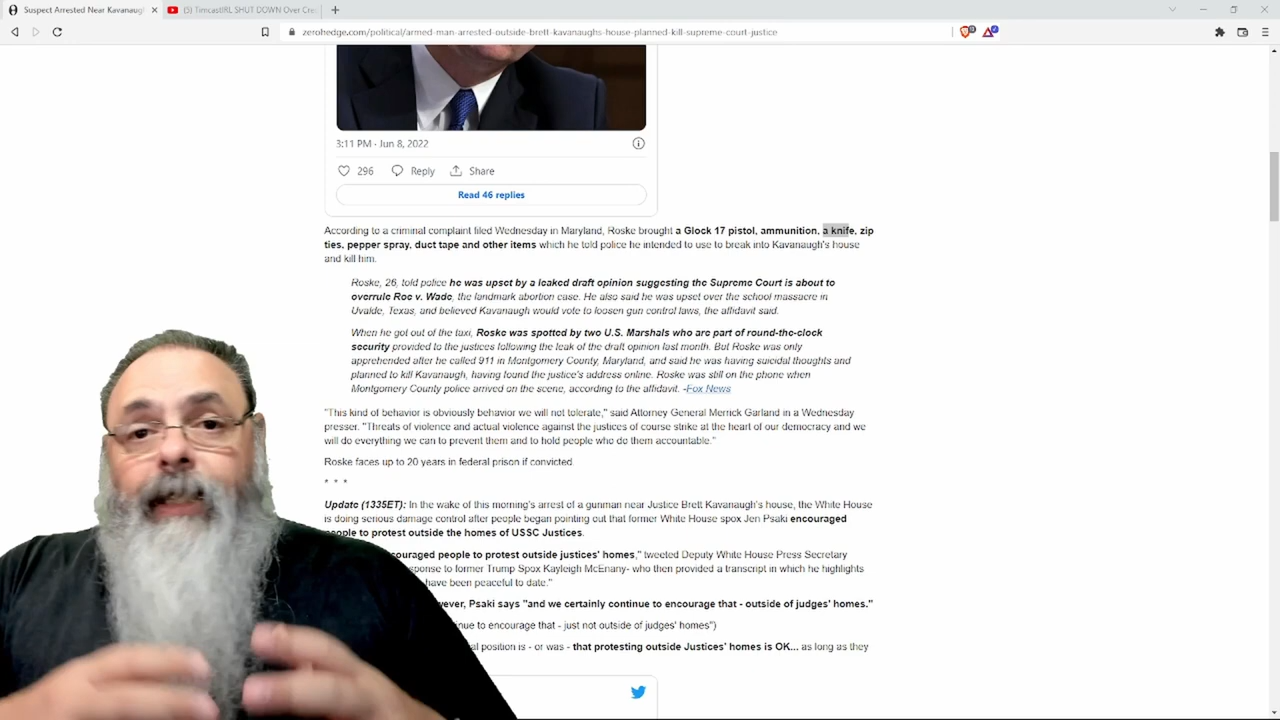 Suspect Arrested Near Kavanaug
(5) TimcastIRL SHUT DOWN Over Cre
zerohedge.com/political/armed-man-arrested-outside-brett-kavanaughs-house-planned-kill-supreme-court-justice
3:11 PM · Jun 8, 2022
296 Reply Share
Read 46 replies
According to a criminal complaint filed Wednesday in Maryland, Roske brought a Glock 17 pistol, ammunition, a knife, zip
ties, pepper spray, duct tape and other items which he told police he intended to use to break into Kavanaugh's house
and kill him.
Roske, 26, told police he was upset by a leaked draft opinion suggesting the Supreme Court is about to
overrule Roe v. Wade, the landmark abortion case. He also said he was upset over the school massacre in
Uvalde, Texas, and believed Kavanaugh would vote to loosen gun control laws, the affidavit said.
When he got out of the taxi, Roske was spotted by two U.S. Marshals who are part of round-the-clock
security provided to the justices following the leak of the draft opinion last month. But Roske was only
apprehended after he called 911 in Montgomery County, Maryland, and said he was having suicidal thoughts and
planned to kill Kavanaugh, having found the justice's address online. Roske was still on the phone when
Montgomery County police arrived on the scene, according to the affidavit. -Fox News
"This kind of behavior is obviously behavior we will not tolerate," said Attorney General Merrick Garland in a Wednesday
presser. "Threats of violence and actual violence against the justices of course strike at the heart of our democracy and we
will do everything we can to prevent them and to hold people who do them accountable."
Roske faces up to 20 years in federal prison if convicted.
* * *
Update (1335ET): In the wake of this morning's arrest of a gunman near Justice Brett Kavanaugh's house, the White House
is doing serious damage control after people began pointing out that former White House spox Jen Psaki encouraged
people to protest outside the homes of USSC Justices.
couraged people to protest outside justices' homes," tweeted Deputy White House Press Secretary
sponse to former Trump Spox Kayleigh McEnany- who then provided a transcript in which he highlights
have been peaceful to date."
ever, Psaki says "and we certainly continue to encourage that - outside of judges' homes."
tinue to encourage that - just not outside of judges' homes")
al position is - or was - that protesting outside Justices' homes is OK... as long as they